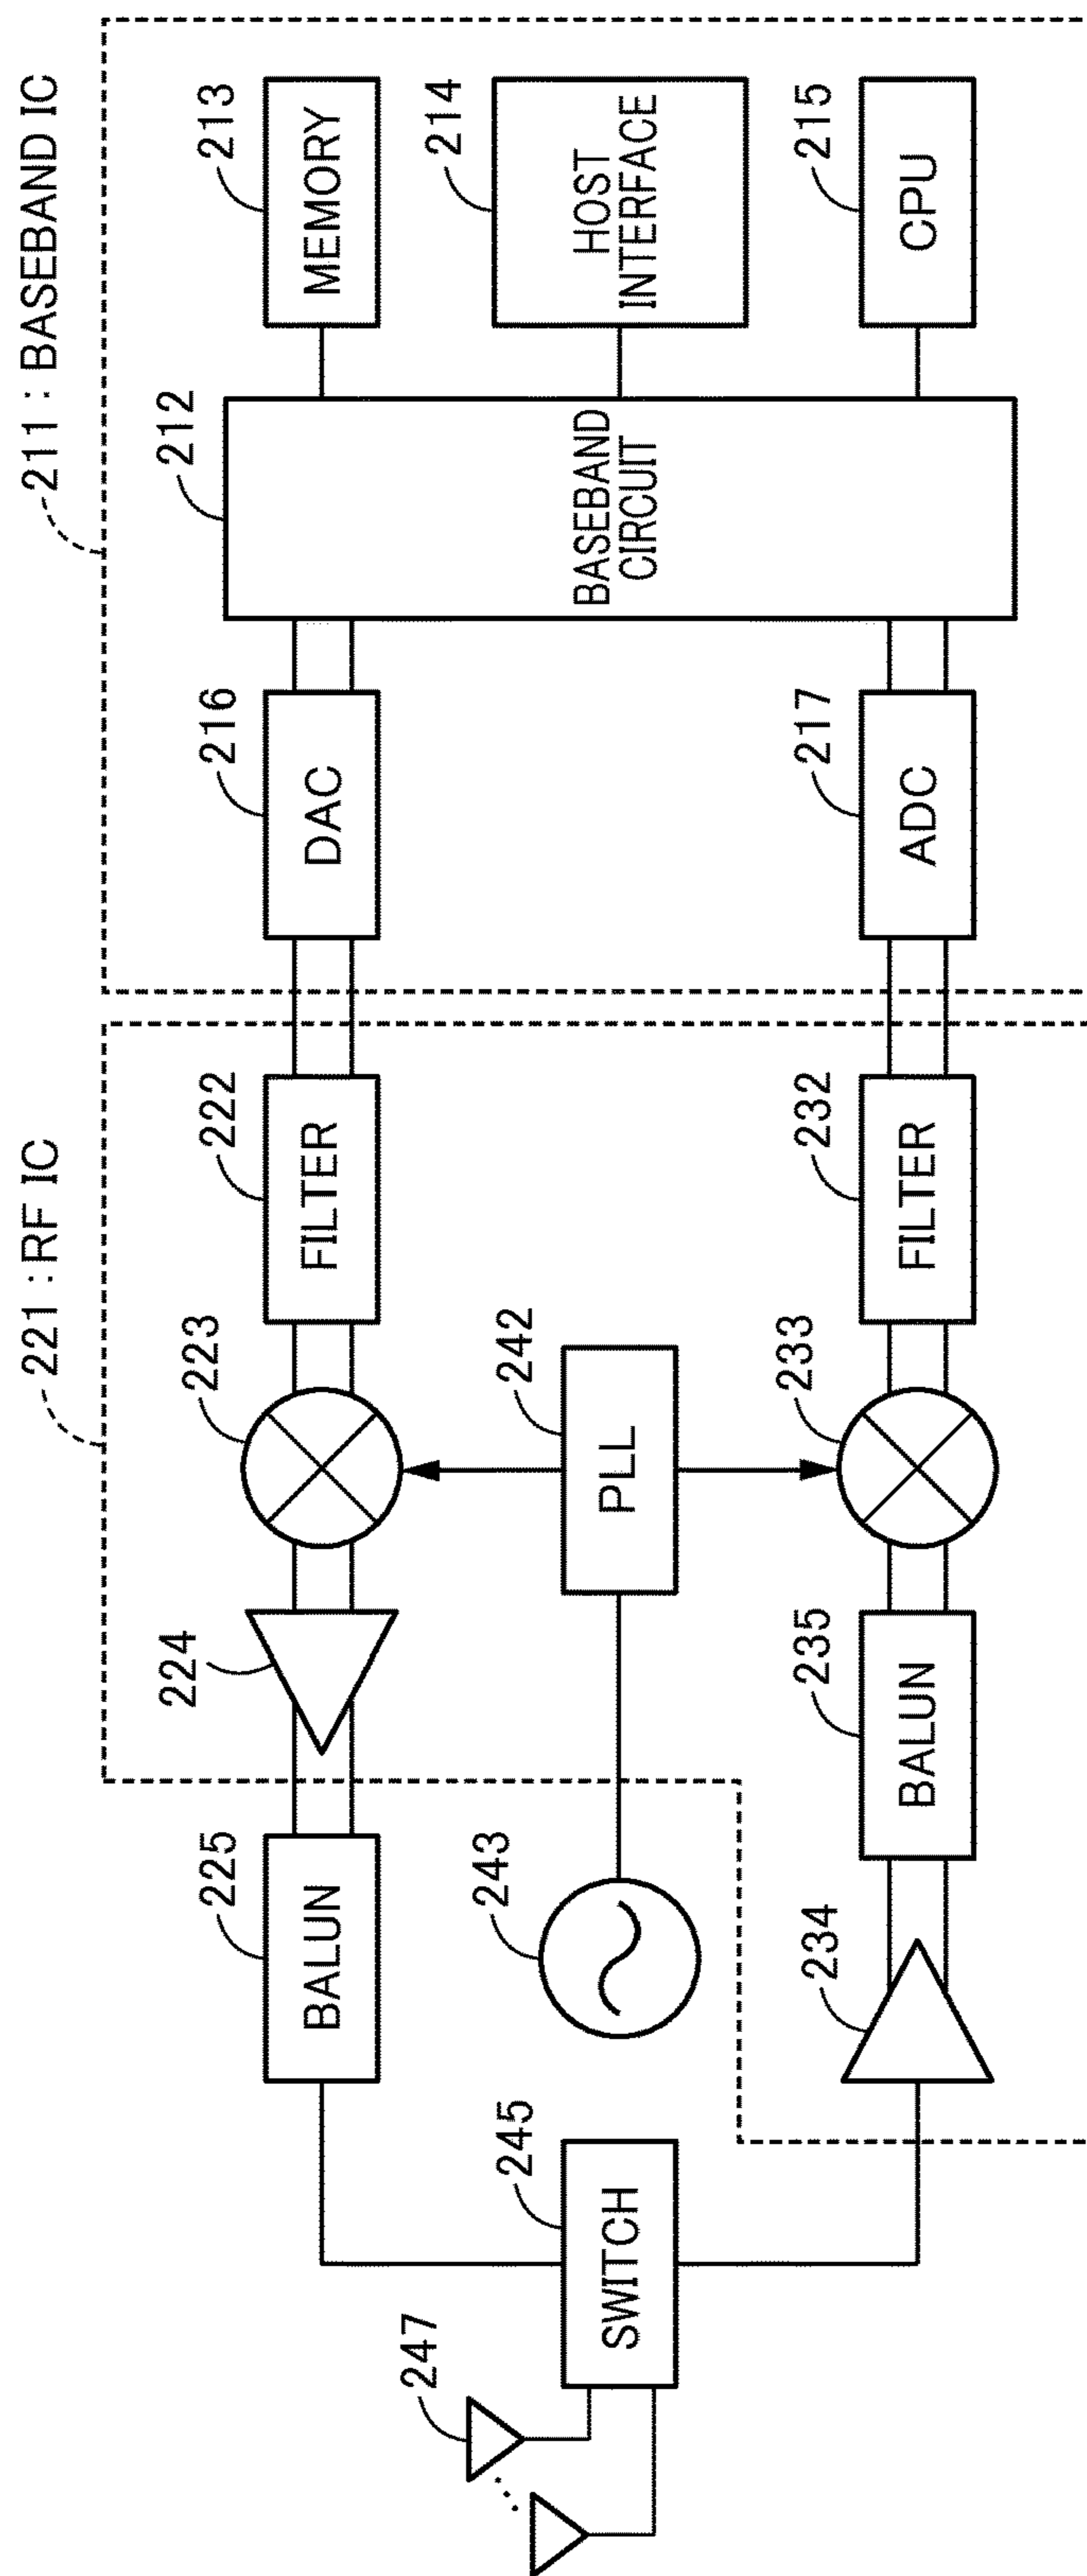 211 : BASEBAND IC
221 : RF IC
213
MEMORY
214
HOST
INTERFACE
215
CPU
212
BASEBAND
CIRCUIT
216
DAC
217
ADC
222
FILTER
232
FILTER
223
242
PLL
233
224
235
BALUN
225
BALUN
243
234
245
SWITCH
247